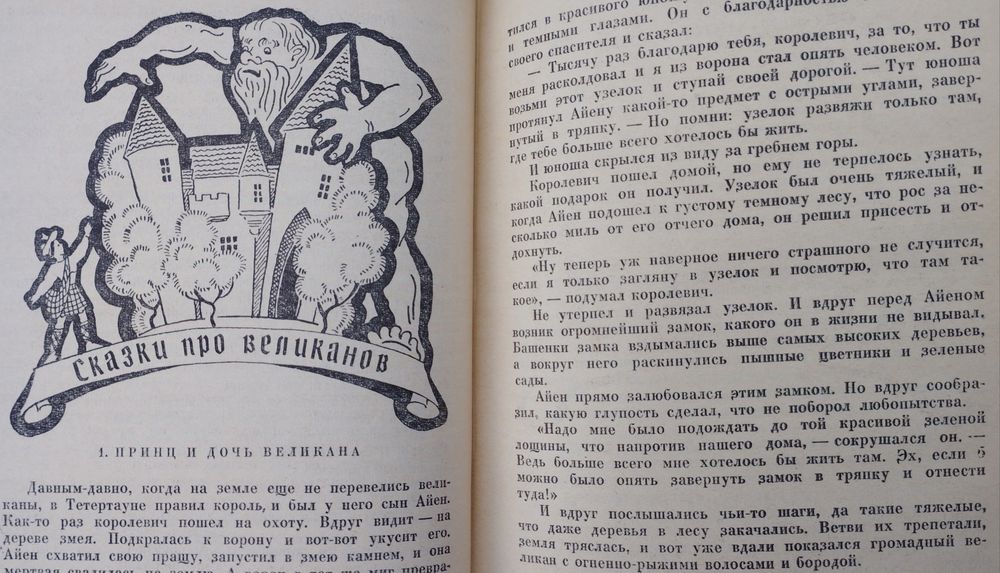 Сказки про великанов
1. ПРИНЦ И ДОЧЬ ВЕЛИКАНА
Давным-давно, когда на земле еще не перевелись вели-
каны, в Тетертауне правил король, и был у него сын Айен.
Как-то раз королевич пошел на охоту. Вдруг видит — на
дереве змея. Подкралась к ворону и вот-вот укусит его.
Айен схватил свою пращу, запустил в змею камнем, и она
мертвая свалилась на землю. А ворон в тот же миг превра-
тился в красивого юношу
и темными глазами. Он с благодарностью
своего спасителя и сказал:
— Тысячу раз благодарю тебя, королевич, за то, что ты
меня расколдовал и я из ворона стал опять человеком. Вот
возьми этот узелок и ступай своей дорогой. — Тут юноша
протянул Айену какой-то предмет с острыми углами, завер-
нутый в тряпку. — Но помни: узелок развяжи только там,
где тебе больше всего хотелось бы жить.
И юноша скрылся из виду за гребнем горы.
Королевич пошел домой, но ему не терпелось узнать,
какой подарок он получил. Узелок был очень тяжелый, и
когда Айен подошел к густому темному лесу, что рос за не-
сколько миль от его отчего дома, он решил присесть и от-
дохнуть.
«Ну теперь уж наверное ничего страшного не случится,
если я только загляну в узелок и посмотрю, что там та-
кое», — подумал королевич.
Не утерпел и развязал узелок. И вдруг перед Айеном
возник огромнейший замок, какого он в жизни не видывал.
Башенки замка вздымались выше самых высоких деревьев,
а вокруг него раскинулись пышные цветники и зеленые
сады.
Айен прямо залюбовался этим замком. Но вдруг сообра-
зил, какую глупость сделал, что не поборол любопытства.
«Надо мне было подождать до той красивой зеленой
лощины, что напротив нашего дома, — сокрушался он. —
Ведь больше всего мне хотелось бы жить там. Эх, если б
можно было опять завернуть замок в тряпку и отнести
туда!»
И вдруг послышались чьи-то шаги, да такие тяжелые,
что даже деревья в лесу закачались. Ветви их трепетали,
земля тряслась, и вот уже вдали показался громадный ве-
ликан с огненно-рыжими волосами и бородой.